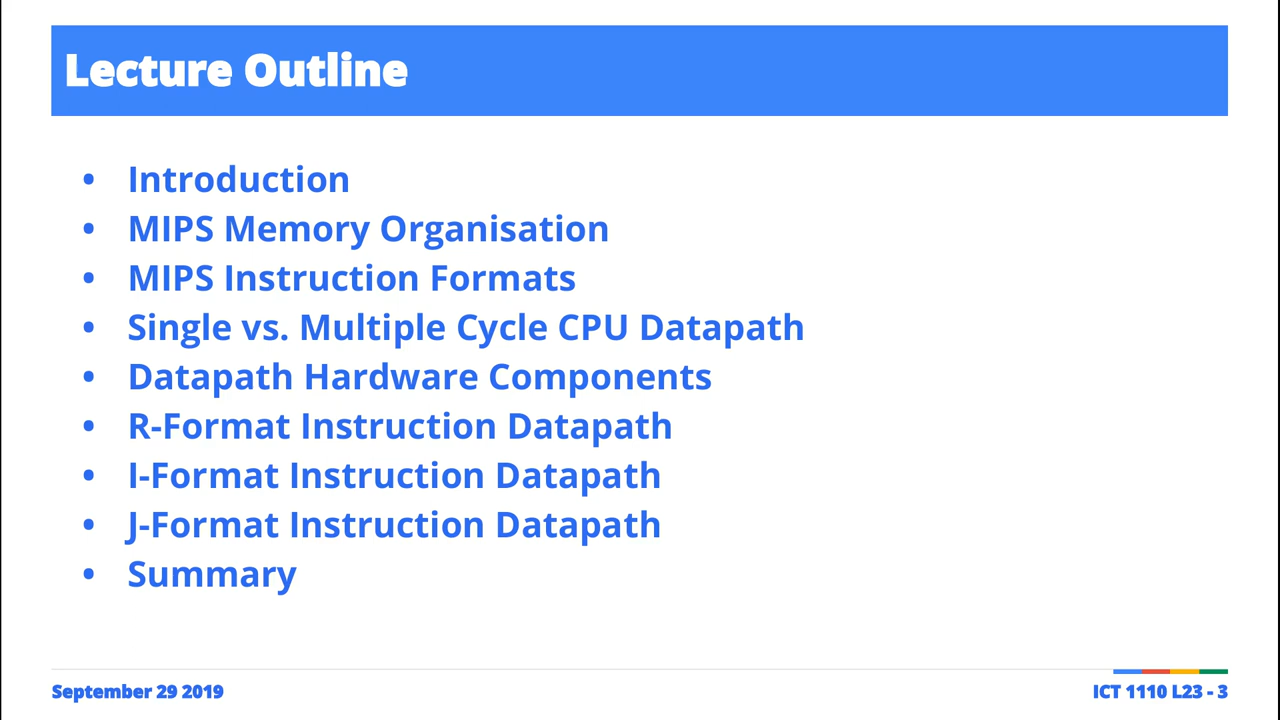 Lecture Outline
• Introduction
• MIPS Memory Organisation
• MIPS Instruction Formats
• Single vs. Multiple Cycle CPU Datapath
• Datapath Hardware Components
• R-Format Instruction Datapath
• I-Format Instruction Datapath
• J-Format Instruction Datapath
• Summary
September 29 2019
ICT 1110 L23 - 3